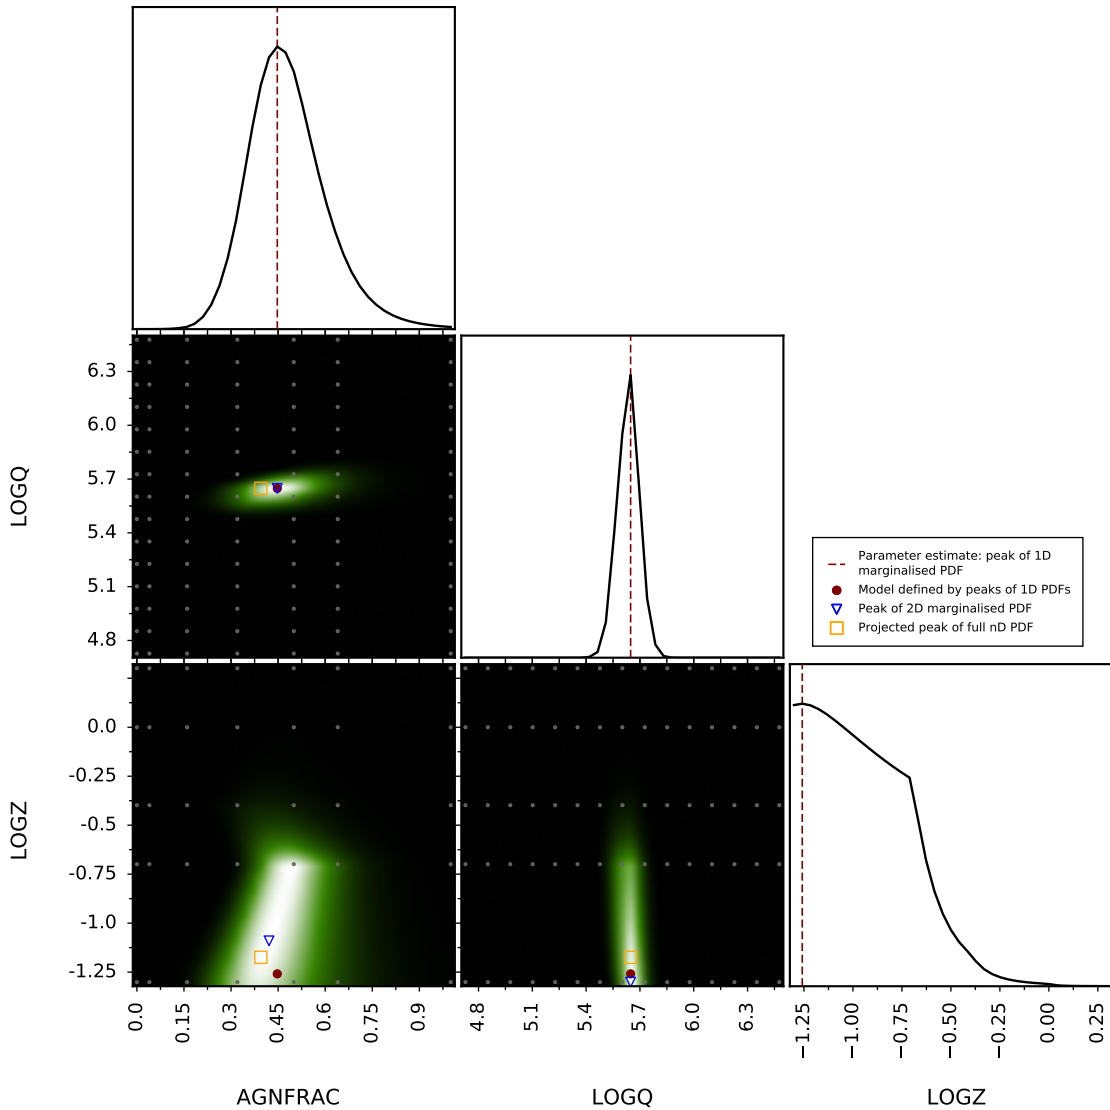 6.3
6.0
5.7
5.4
5.1
4.8
LOGQ
Parameter estimate: peak of 1D
marginalised PDF
Model defined by peaks of 1D PDFs
Peak of 2D marginalised PDF
Projected peak of full nD PDF
0.0
-0.25
-0.5
-0.75
-1.0
-1.25
LOGZ
0.0 0.15 0.3 0.45 0.6 0.75 0.9
4.8 5.1 5.4 5.7 6.0 6.3
−1.25 −1.00 −0.75 −0.50 −0.25 0.00 0.25
AGNFRAC LOGQ LOGZ